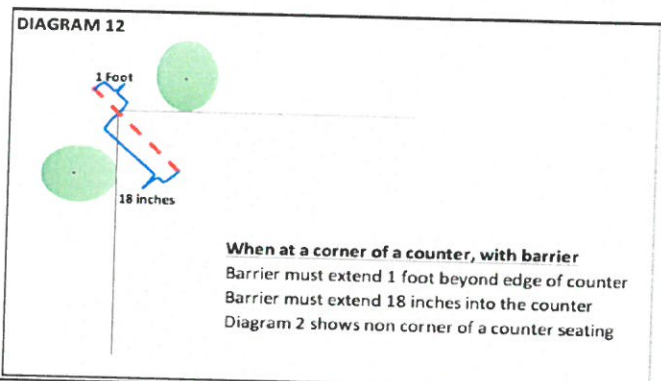 DIAGRAM 12
1 Foot
18 inches
When at a corner of a counter, with barrier
Barrier must extend 1 foot beyond edge of counter
Barrier must extend 18 inches into the counter
Diagram 2 shows non corner of a counter seating